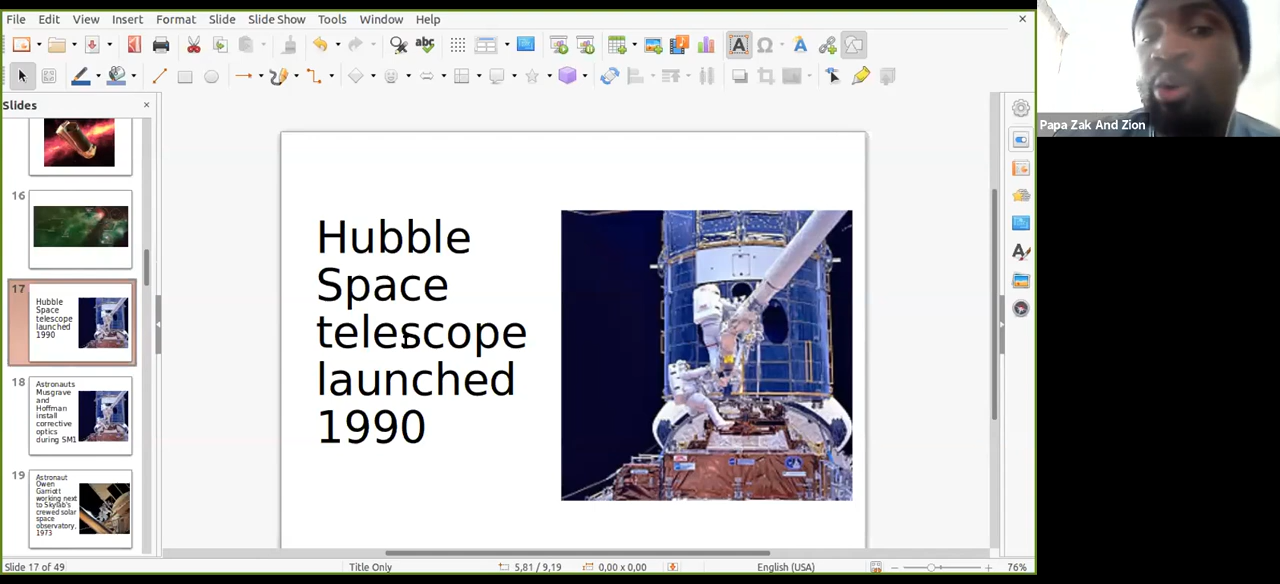 File Edit View Insert Format Slide Slide Show Tools Window Help
abc
Slides
16
17
Hubble
Space
telescope
launched
1990
18
Astronauts
Musgrave
and
Hoffman
install
corrective
optics
during SM1
19
Astronaut
Owen
Garriott
working next
to Skylab's
crewed solar
space
observatory,
1973
Hubble
Space
telescope
launched
1990
Papa Zak And Zion
Slide 17 of 49 Title Only 5,81 / 9,19 0,00 x 0,00 English (USA) 76%